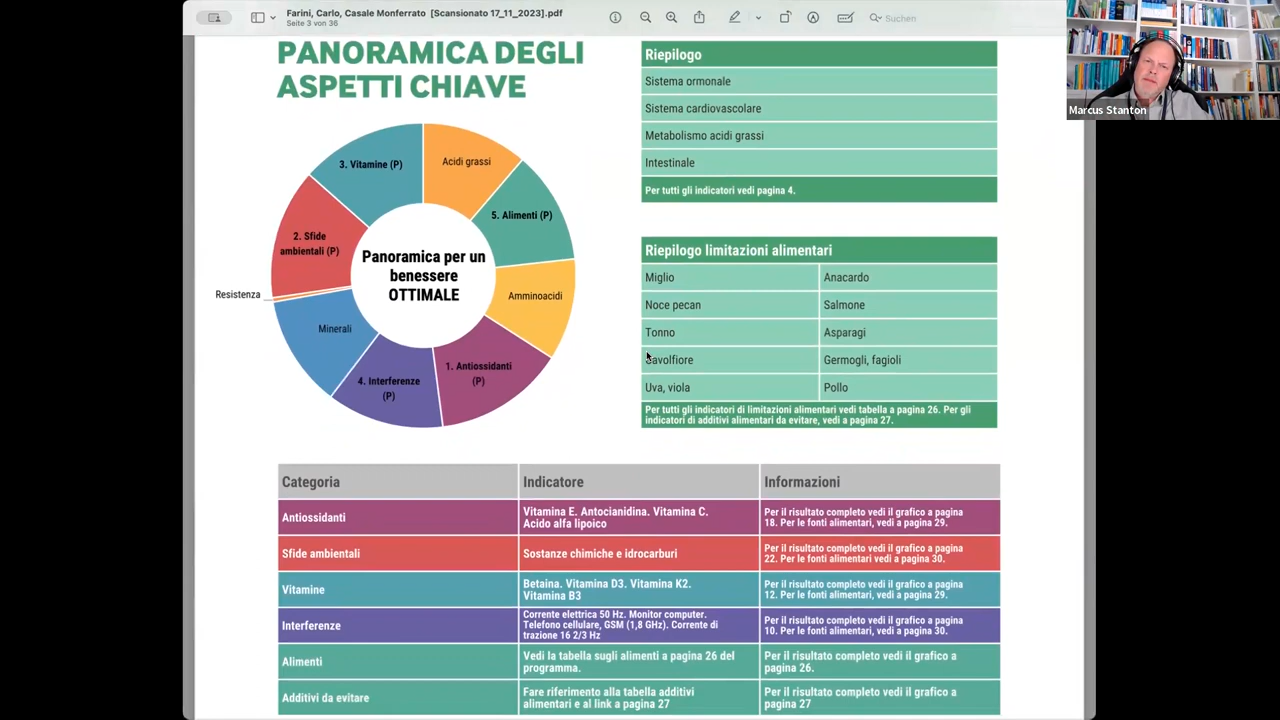 Farini, Carlo, Casale Monferrato [Scansionato 17_11_2023].pdf
Seite 3 von 36
Suchen
Marcus Stanton
PANORAMICA DEGLI
ASPETTI CHIAVE
3. Vitamine (P)
Acidi grassi
5. Alimenti (P)
2. Sfide
ambientali (P)
Panoramica per un
benessere
OTTIMALE
Resistenza
Amminoacidi
Minerali
4. Interferenze
(P)
1. Antiossidanti
(P)
Riepilogo
Sistema ormonale
Sistema cardiovascolare
Metabolismo acidi grassi
Intestinale
Per tutti gli indicatori vedi pagina 4.
Riepilogo limitazioni alimentari
Miglio Anacardo
Noce pecan Salmone
Tonno Asparagi
Cavolfiore Germogli, fagioli
Uva, viola Pollo
Per tutti gli indicatori di limitazioni alimentari vedi tabella a pagina 26. Per gli
indicatori di additivi alimentari da evitare, vedi a pagina 27.
Categoria Indicatore Informazioni
Antiossidanti
Vitamina E. Antocianidina. Vitamina C.
Acido alfa lipoico
Per il risultato completo vedi il grafico a pagina
18. Per le fonti alimentari, vedi a pagina 29.
Sfide ambientali
Sostanze chimiche e idrocarburi
Per il risultato completo vedi il grafico a pagina
22. Per le fonti alimentari vedi a pagina 30.
Vitamine
Betaina. Vitamina D3. Vitamina K2.
Vitamina B3
Per il risultato completo vedi il grafico a pagina
12. Per le fonti alimentari, vedi a pagina 29.
Interferenze
Corrente elettrica 50 Hz. Monitor computer.
Telefono cellulare, GSM (1,8 GHz). Corrente di
trazione 16 2/3 Hz
Per il risultato completo vedi il grafico a pagina
10. Per le fonti alimentari, vedi a pagina 30.
Alimenti
Vedi la tabella sugli alimenti a pagina 26 del
programma.
Per il risultato completo vedi il grafico a
pagina 26.
Additivi da evitare
Fare riferimento alla tabella additivi
alimentari e al link a pagina 27
Per il risultato completo vedi il grafico a
pagina 27